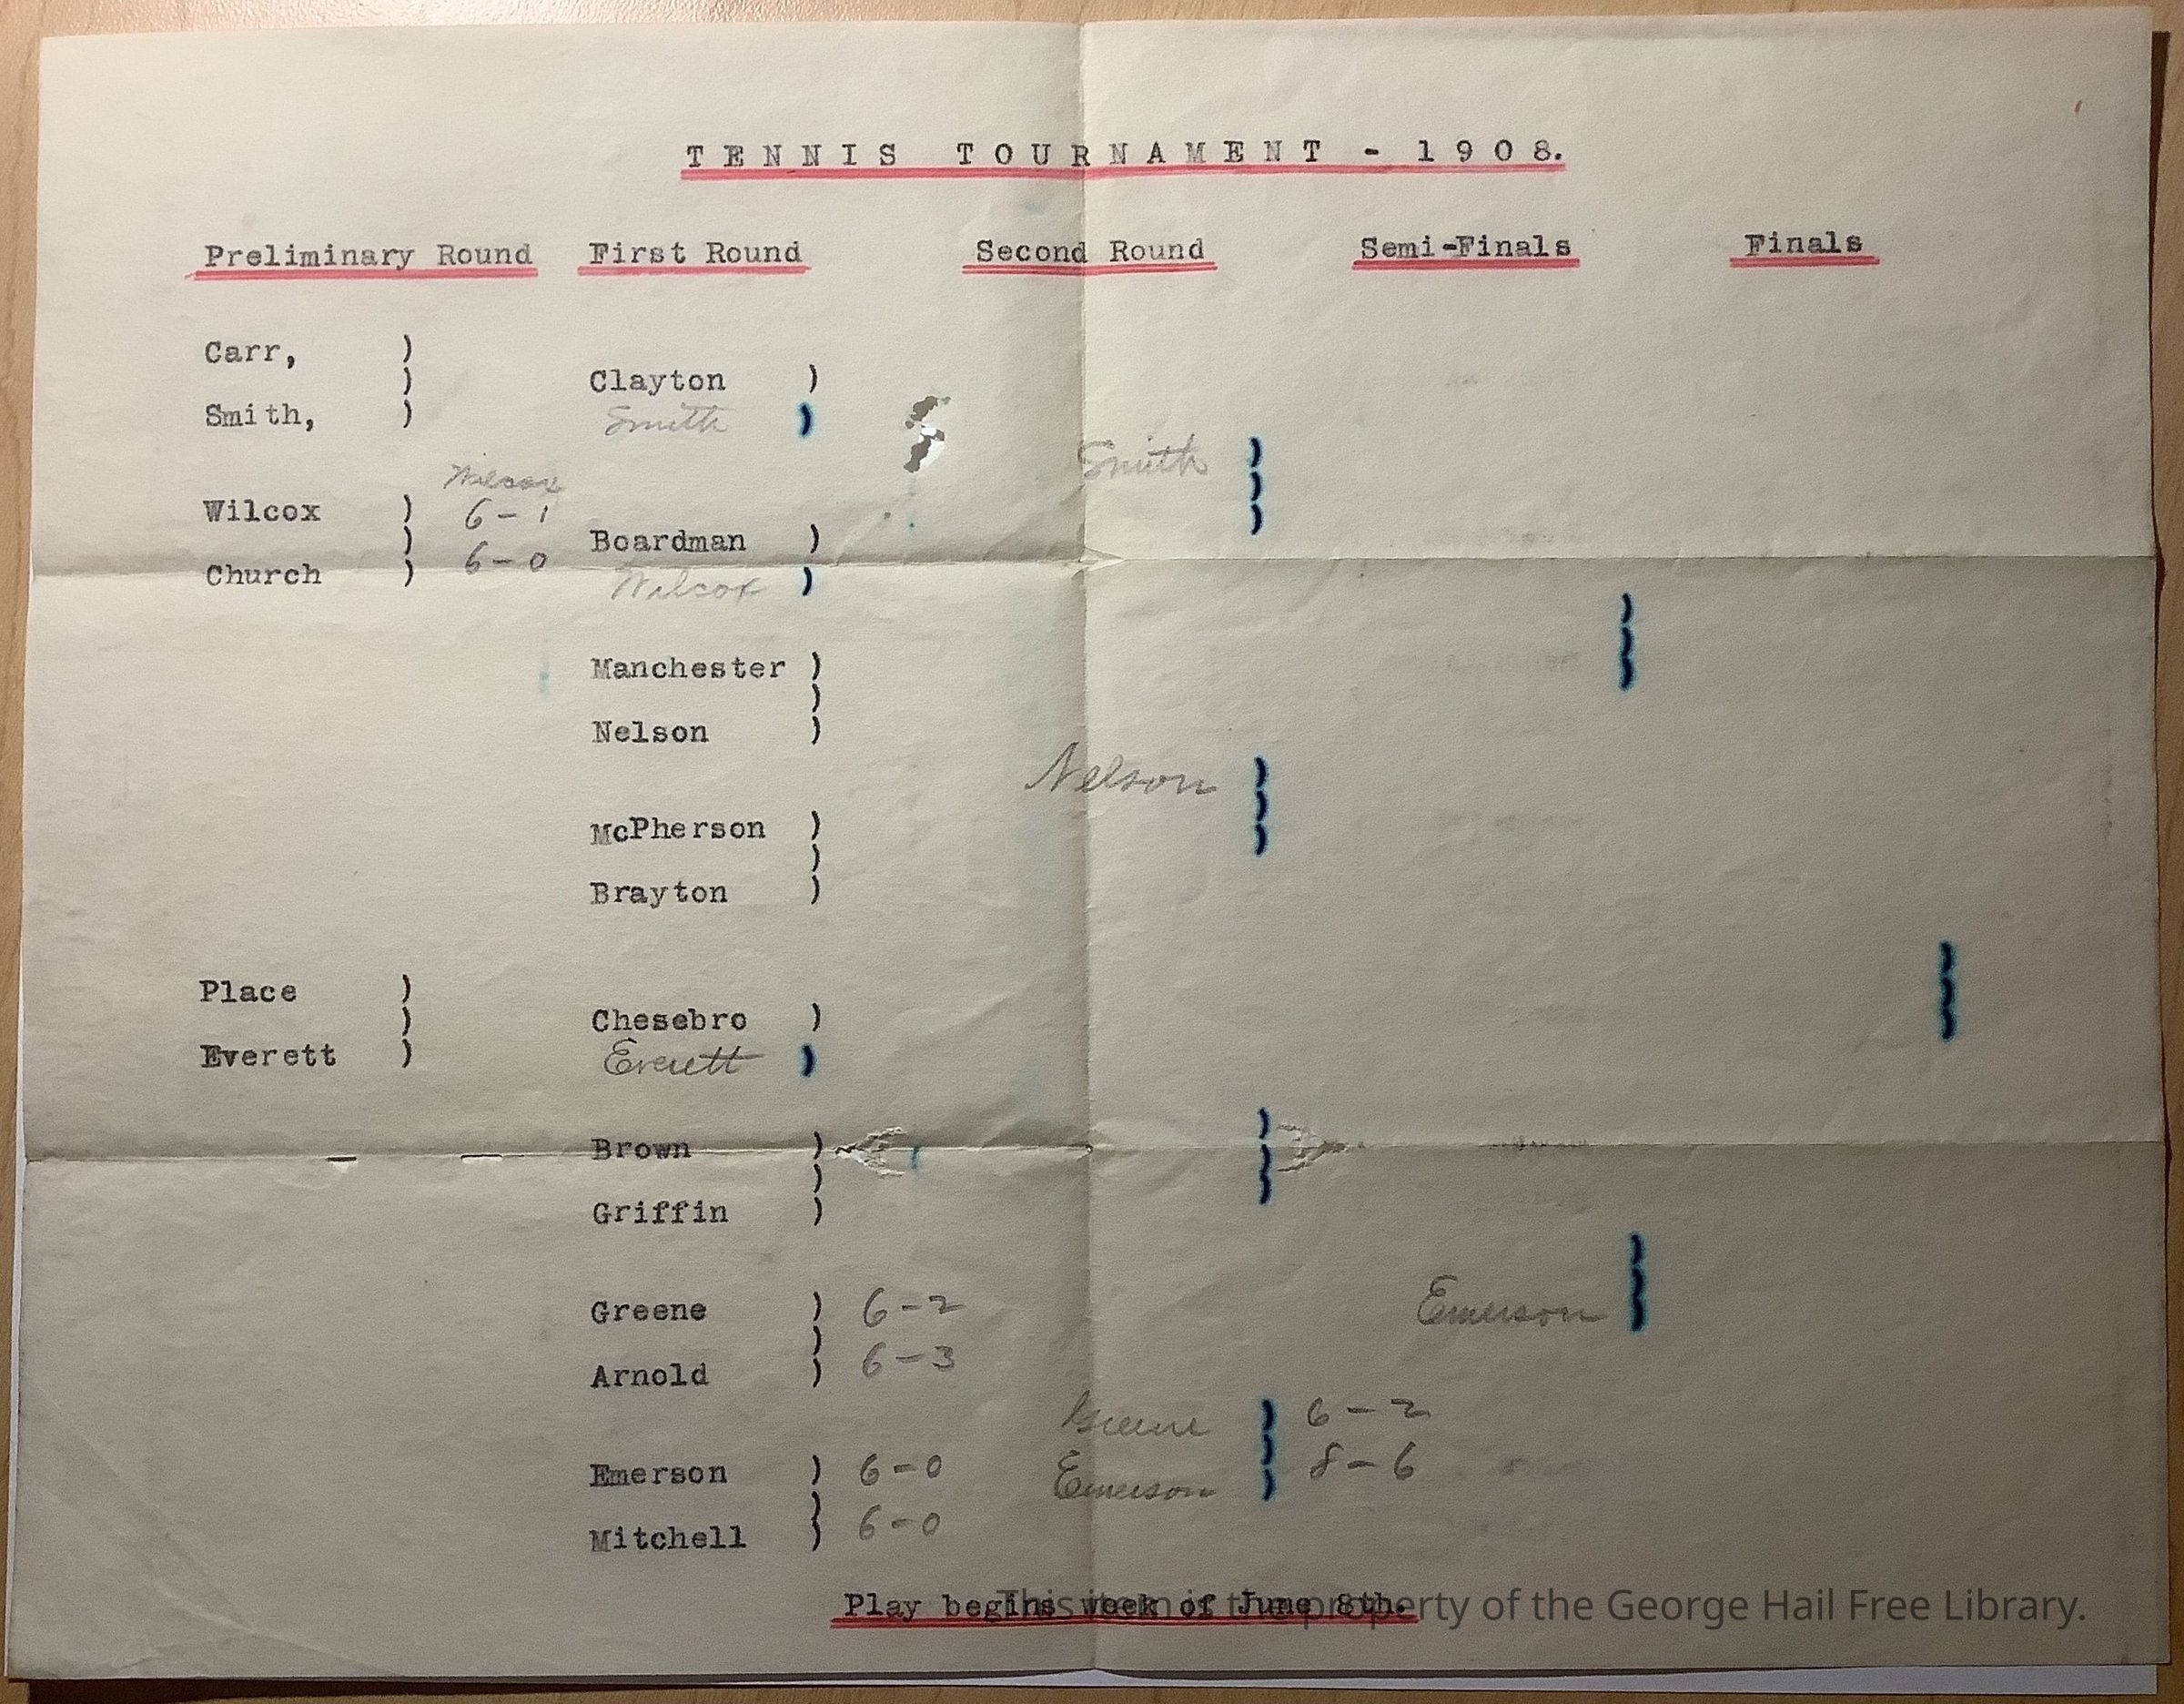 TENNIS TOURNAMENT - 1908.
Preliminary Round First Round Second Round Semi-Finals Finals
Carr, )
) Clayton )
Smith, ) Smith )
Smith )
Wilcox )
Wilcox ) 6-1 )
) Boardman )
Church ) 6-0 Wilcox )
)
Manchester ) )
)
Nelson )
Nelson )
)
McPherson ) )
)
Brayton )
)
Place ) )
) Chesebro ) )
Everett ) Everett )
)
Brown ) )
) )
Griffin )
)
Greene ) 6-2 Emerson )
) )
Arnold ) 6-3
Greene ) 6-2
Emerson ) 6-0 ) 8-6
) Emerson )
Mitchell ) 6-0
Play begins week of June 8th.
This item is the property of the George Hail Free Library.